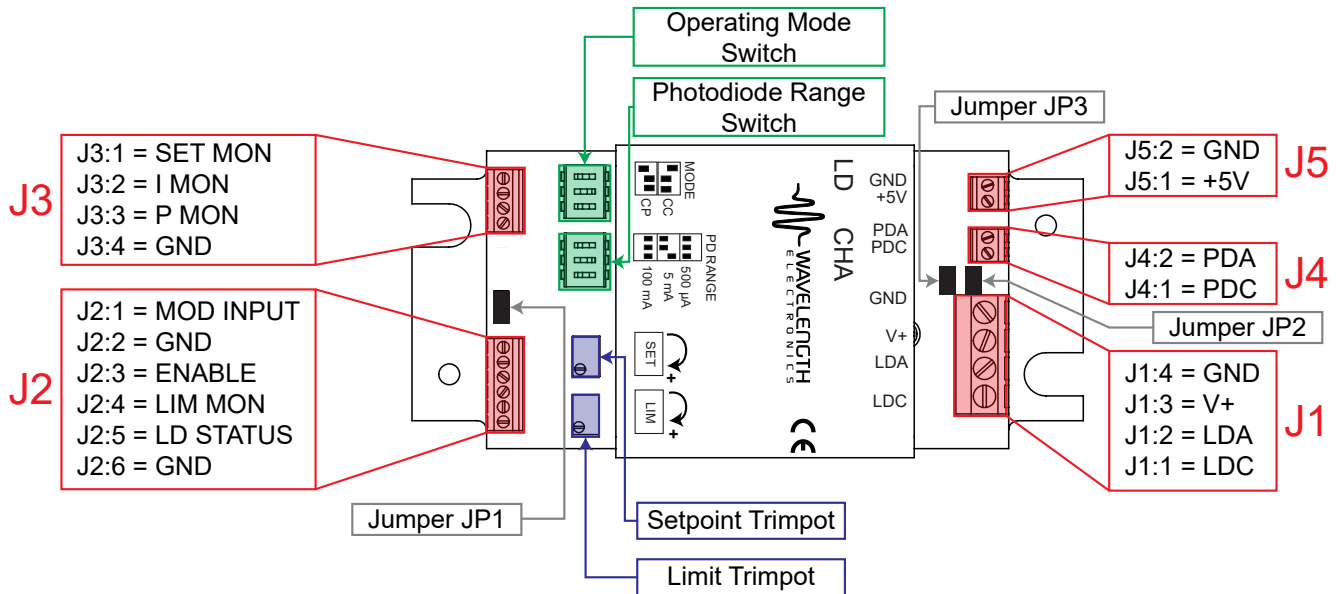 Operating Mode
Switch
Photodiode Range
Switch
Jumper JP3
J3
J3:1 = SET MON
J3:2 = I MON
J3:3 = P MON
J3:4 = GND
J2
J2:1 = MOD INPUT
J2:2 = GND
J2:3 = ENABLE
J2:4 = LIM MON
J2:5 = LD STATUS
J2:6 = GND
MODE
CC
CP
PD RANGE
500 µA
5 mA
100 mA
SET
+
LIM
+
LD CHA
WAVELENGTH
ELECTRONICS
CE
GND
+5V
PDA
PDC
GND
V+
LDA
LDC
J5:2 = GND
J5:1 = +5V
J5
J4:2 = PDA
J4:1 = PDC
J4
Jumper JP2
J1:4 = GND
J1:3 = V+
J1:2 = LDA
J1:1 = LDC
J1
Jumper JP1
Setpoint Trimpot
Limit Trimpot